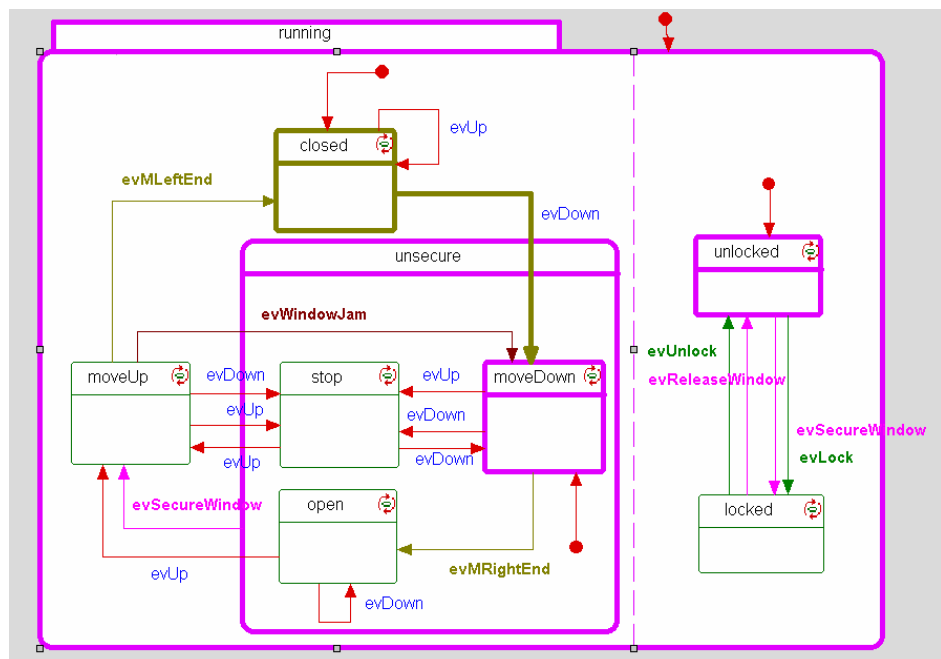 running
closed
evUp
evMLeftEnd
evDown
unsecure
unlocked
evWindowJam
moveUp
evDown
stop
evUp
moveDown
evUp
evDown
evUp
evDown
evUnlock
evReleaseWindow
evSecureWindow
evLock
evSecureWindow
open
locked
evUp
evMRightEnd
evDown